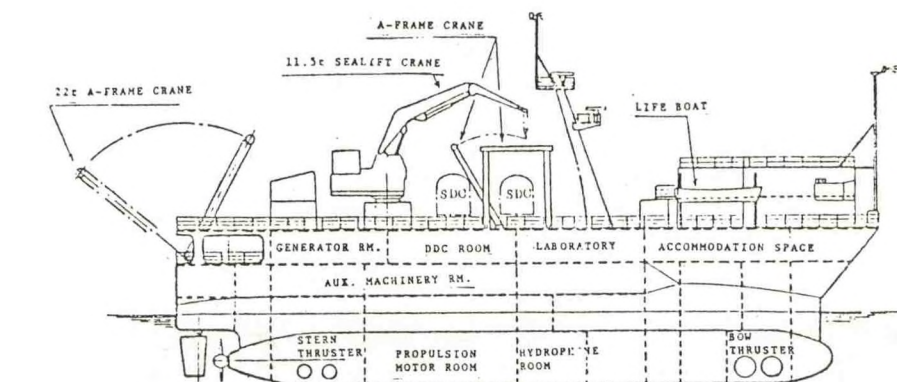 A-FRAME CRANE
11.5t SEALIFT CRANE
22t A-FRAME CRANE
LIFE BOAT
SDC
SDC
GENERATOR RM.
DDC ROOM
LABORATORY
ACCOMMODATION SPACE
AUX. MACHINERY RM.
STERN
THRUSTER
PROPULSION
MOTOR ROOM
ROOM
BOW
THRUSTER